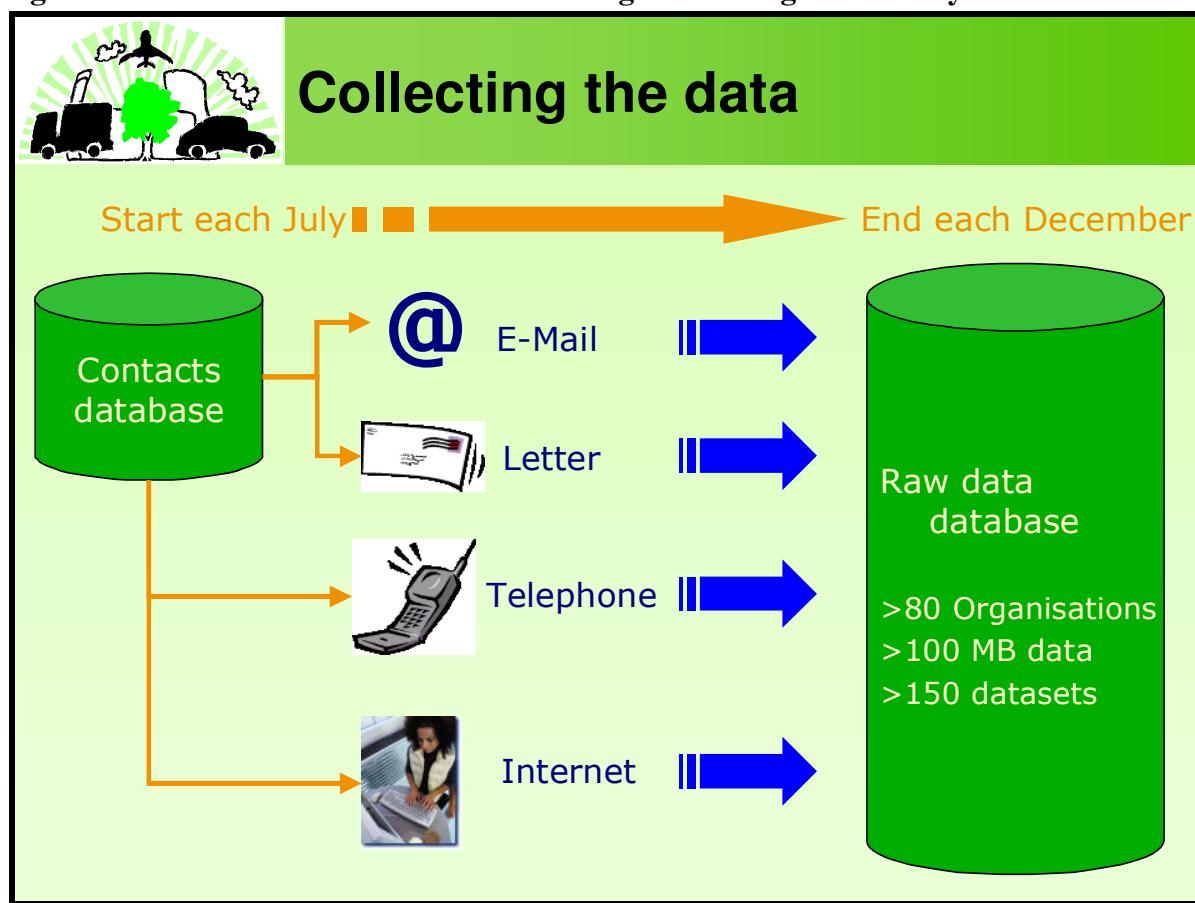 Collecting the data
Start each July
End each December
Contacts
database
@
E-Mail
Letter
Telephone
Internet
Raw data
database
>80 Organisations
>100 MB data
>150 datasets